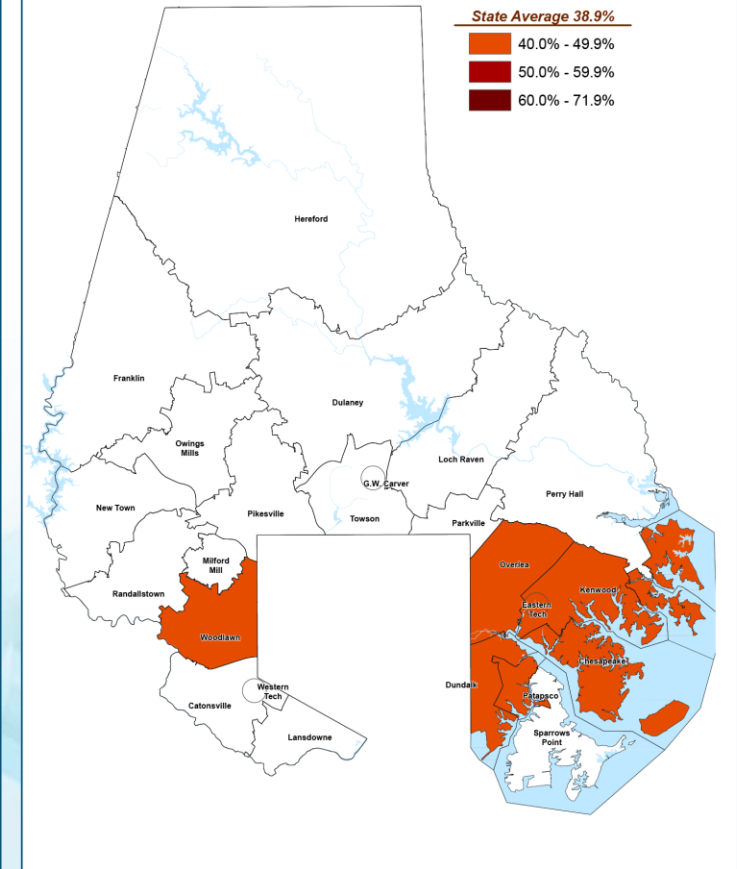 State Average 38.9%
40.0% - 49.9%
50.0% - 59.9%
60.0% - 71.9%
Hereford
Franklin
Dulaney
Owings
Mills
Loch Raven
G.W. Carver
Perry Hall
New Town
Pikesville
Towson
Parkville
Milford
Mill
Overlea
Randallstown
Kenwood
Eastern
Tech
Woodlawn
Chesapeake
Dundalk
Western
Tech
Patapsco
Catonsville
Lansdowne
Sparrows
Point